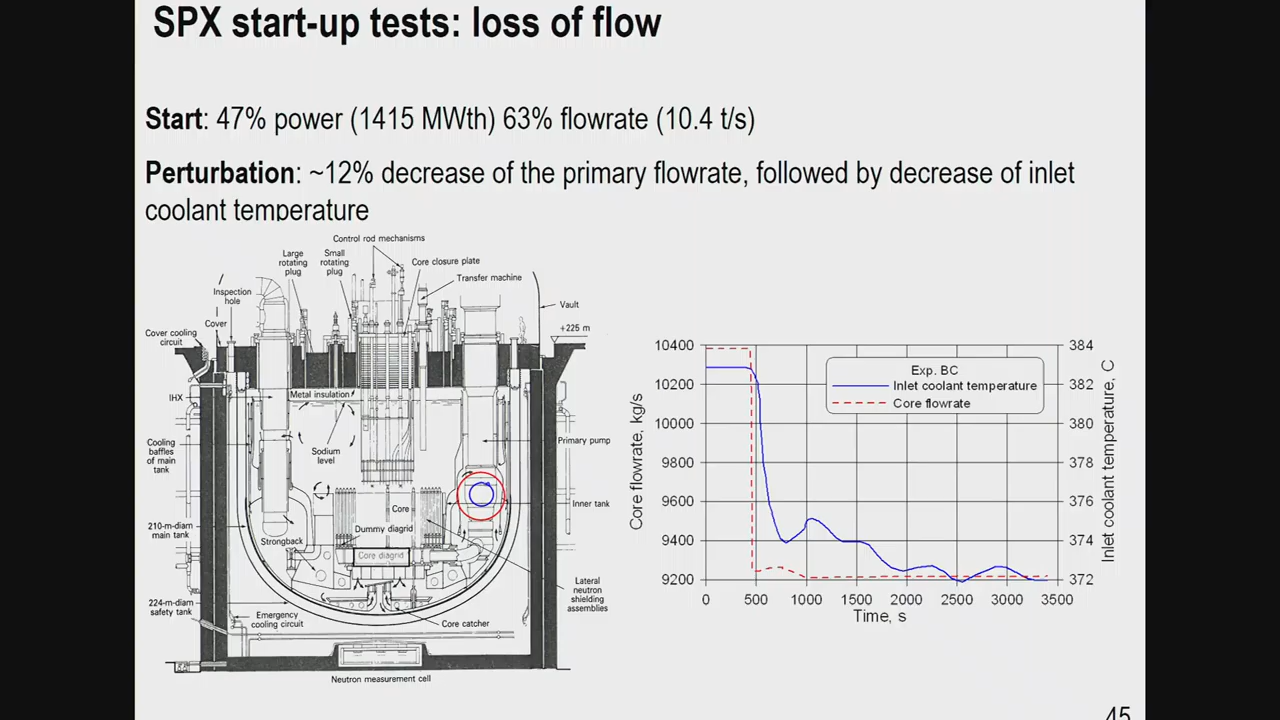 SPX start-up tests: loss of flow
Start: 47% power (1415 MWth) 63% flowrate (10.4 t/s)
Perturbation: ~12% decrease of the primary flowrate, followed by decrease of inlet
coolant temperature
Control rod mechanisms
Large
rotating
plug
Small
rotating
plug
Core closure plate
Transfer machine
Inspection
hole
Vault
Cover
+225 m
Cover cooling
circuit
IHX
Metal insulation
Cooling
baffles
of main
tank
Sodium
level
Primary pump
Core
Inner tank
210-m-diam
main tank
Dummy diagrid
Strongback
Core diagrid
Lateral
neutron
shielding
assemblies
224-m-diam
safety tank
Emergency
cooling circuit
Core catcher
Neutron measurement cell
Core flowrate, kg/s
10400
10200
10000
9800
9600
9400
9200
Exp. BC
Inlet coolant temperature
Core flowrate
384
382
380
378
376
374
372
Inlet coolant temperature, C
0 500 1000 1500 2000 2500 3000 3500
Time, s
45